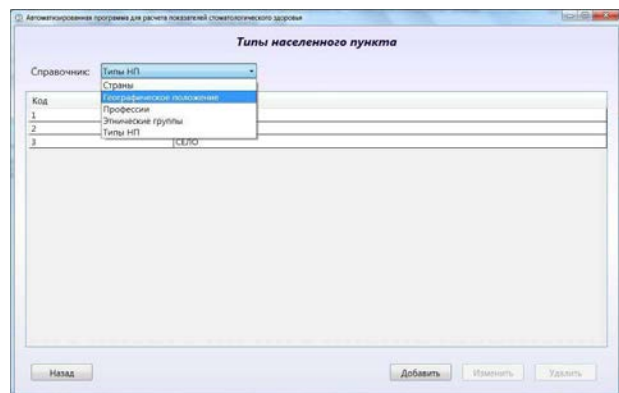 Автоматизированная программа для расчета показателей стоматологического здоровья
Типы населенного пункта
Справочник: Типы НП
Страны
Географическое положение
Профессии
Этнические группы
Типы НП
Код
1
2
3 СЕЛО
Назад Добавить Изменить Удалить